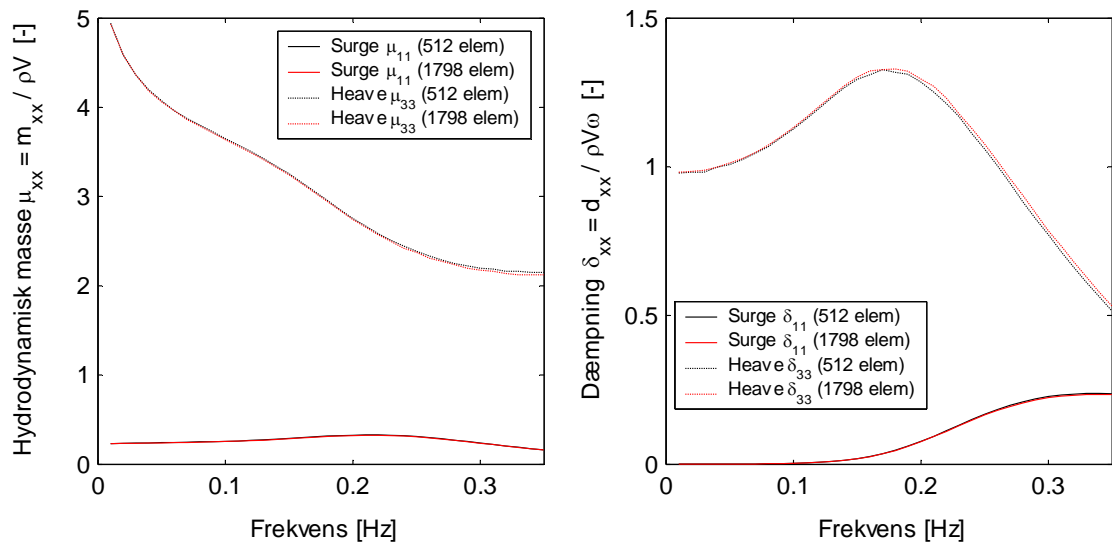 Hydrodynamisk masse μxx = mxx / ρV [-]
5
4
3
2
1
0
0
0.1
0.2
0.3
Frekvens [Hz]
Surge μ11 (512 elem)
Surge μ11 (1798 elem)
Heave μ33 (512 elem)
Heave μ33 (1798 elem)
Dæmpning δxx = dxx / ρVω [-]
1.5
1
0.5
0
0
0.1
0.2
0.3
Frekvens [Hz]
Surge δ11 (512 elem)
Surge δ11 (1798 elem)
Heave δ33 (512 elem)
Heave δ33 (1798 elem)